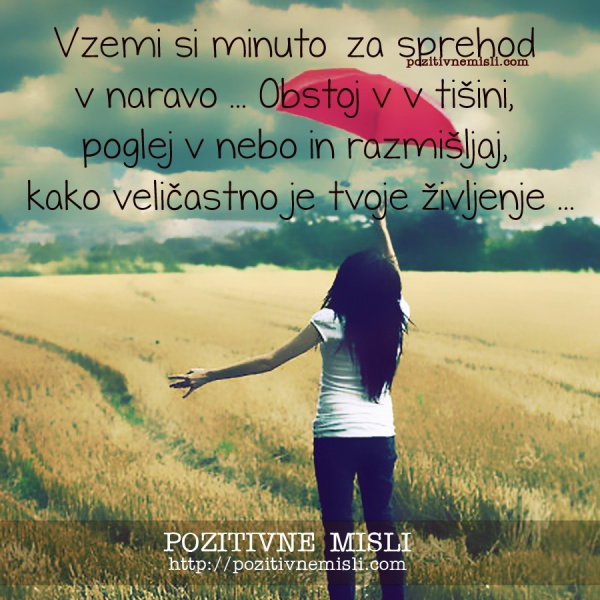 Vzemi si minuto za sprehod
pozitivnemisli.com
v naravo ... Obstoj v v tišini,
poglej v nebo in razmišljaj,
kako veličastno je tvoje življenje ...
POZITIVNE MISLI
http://pozitivnemisli.com